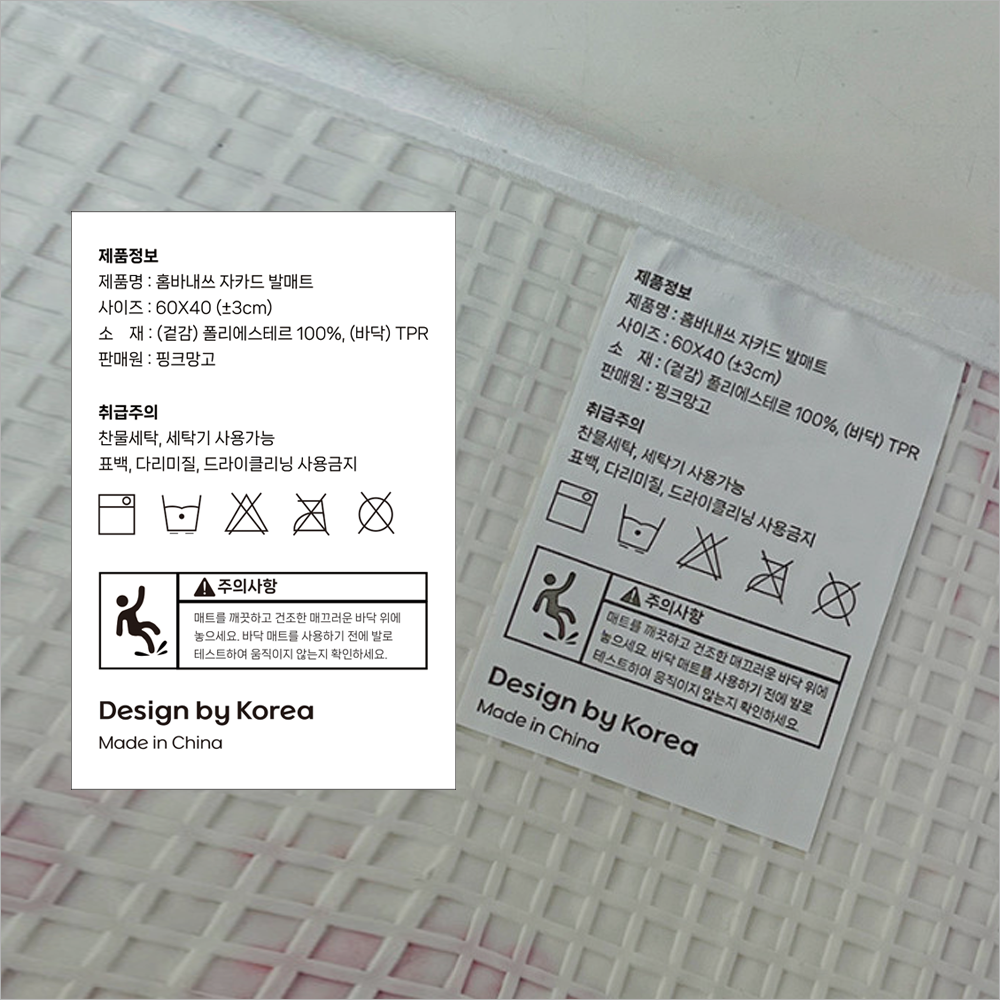 제품정보
제품명 : 홈바내쓰 자카드 발매트
사이즈 : 60X40 (±3cm)
소 재 : (겉감) 폴리에스테르 100%, (바닥) TPR
판매원 : 핑크망고
취급주의
찬물세탁, 세탁기 사용가능
표백, 다리미질, 드라이클리닝 사용금지
주의사항
매트를 깨끗하고 건조한 매끄러운 바닥 위에
놓으세요. 바닥 매트를 사용하기 전에 발로
테스트하여 움직이지 않는지 확인하세요.
Design by Korea
Made in China
제품정보
제품명 : 홈바내쓰 자카드 발매트
사이즈 : 60X40 (±3cm)
소 재 : (겉감) 폴리에스테르 100%, (바닥) TPR
판매원 : 핑크망고
취급주의
찬물세탁, 세탁기 사용가능
표백, 다리미질, 드라이클리닝 사용금지
주의사항
매트를 깨끗하고 건조한 매끄러운 바닥 위에
놓으세요. 바닥 매트를 사용하기 전에 발로
테스트하여 움직이지 않는지 확인하세요.
Design by Korea
Made in China